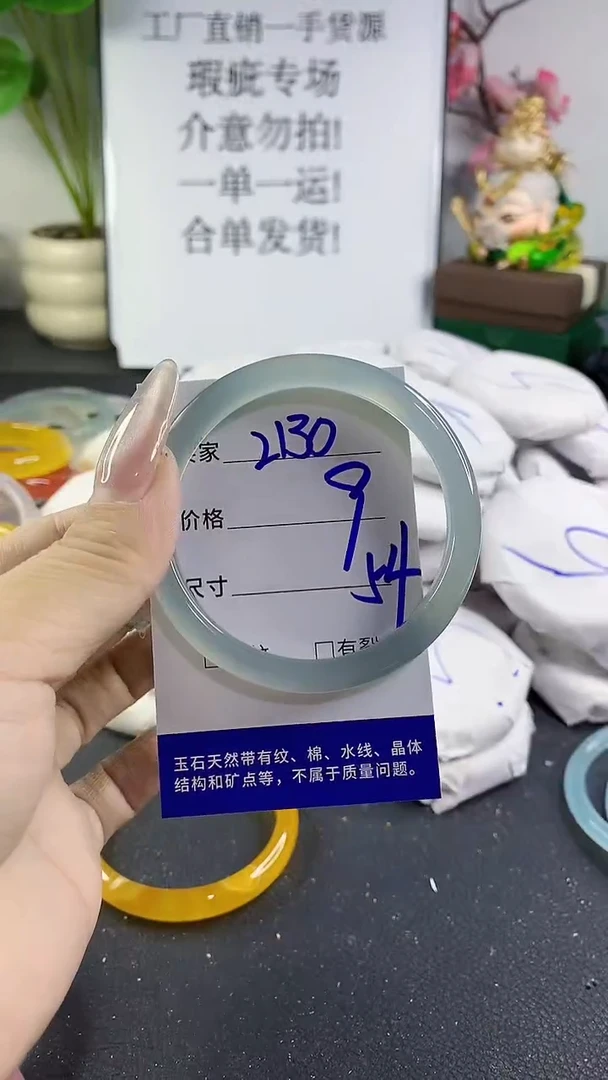 工厂直销一手货源
瑕疵专场
介意勿拍!
一单一运!
合单发货!
家 2130
价格 9
尺寸 54
□有裂
玉石天然带有纹、棉、水线、晶体
结构和矿点等，不属于质量问题。